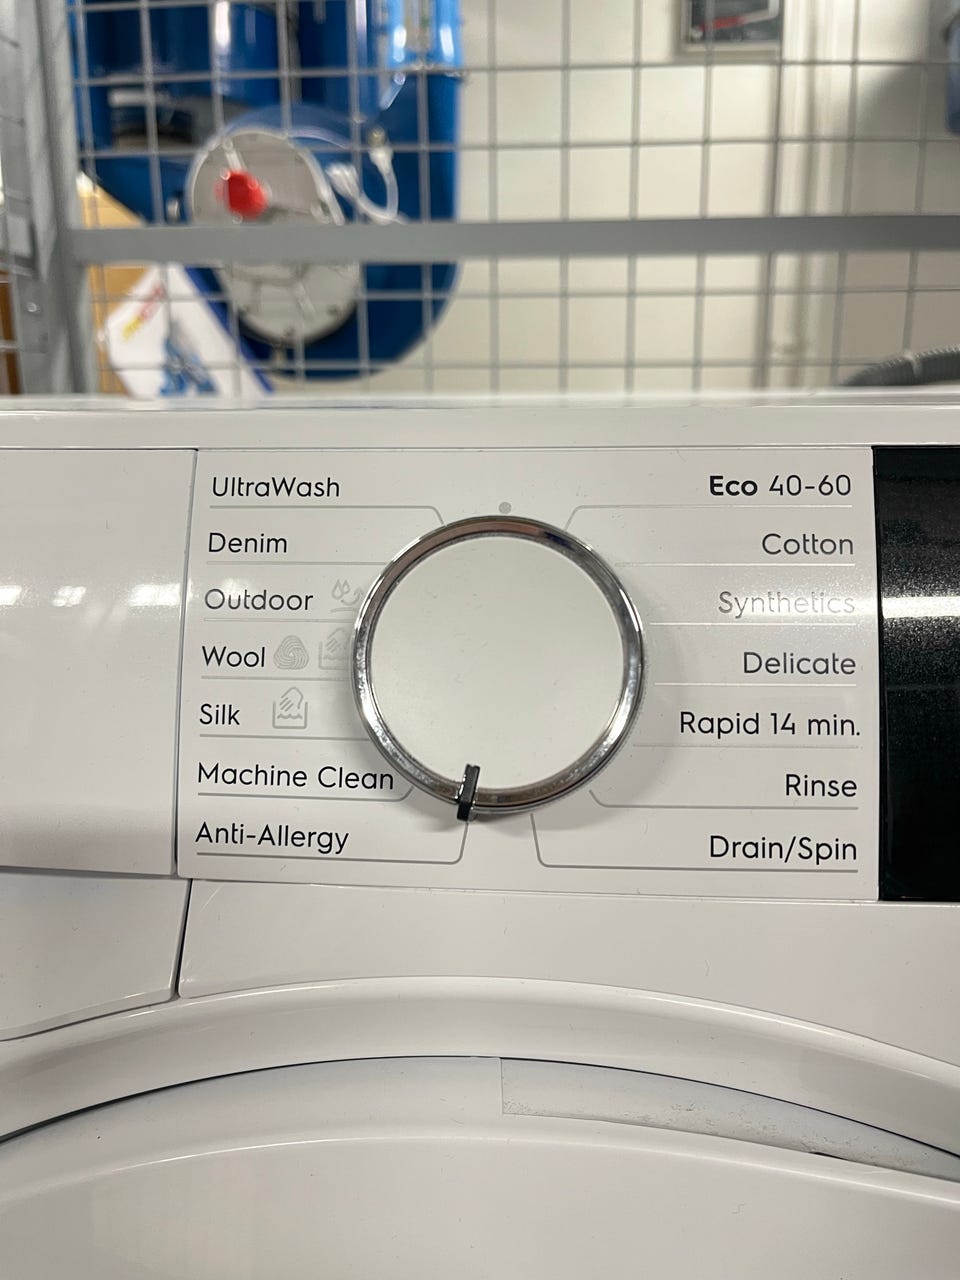 UltraWash
Denim
Outdoor
Wool
Silk
Machine Clean
Anti-Allergy
Eco 40-60
Cotton
Synthetics
Delicate
Rapid 14 min.
Rinse
Drain/Spin